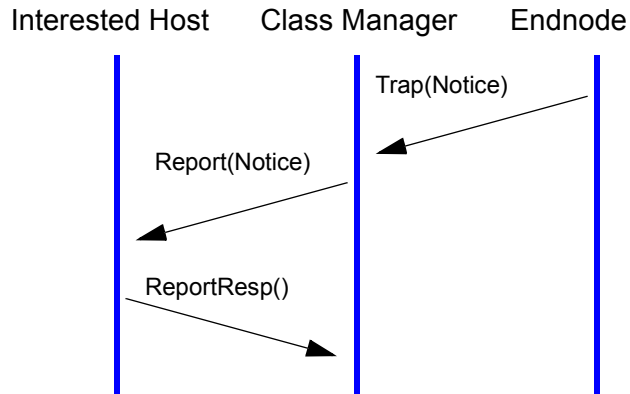 Interested Host Class Manager Endnode
Trap(Notice)
Report(Notice)
ReportResp()